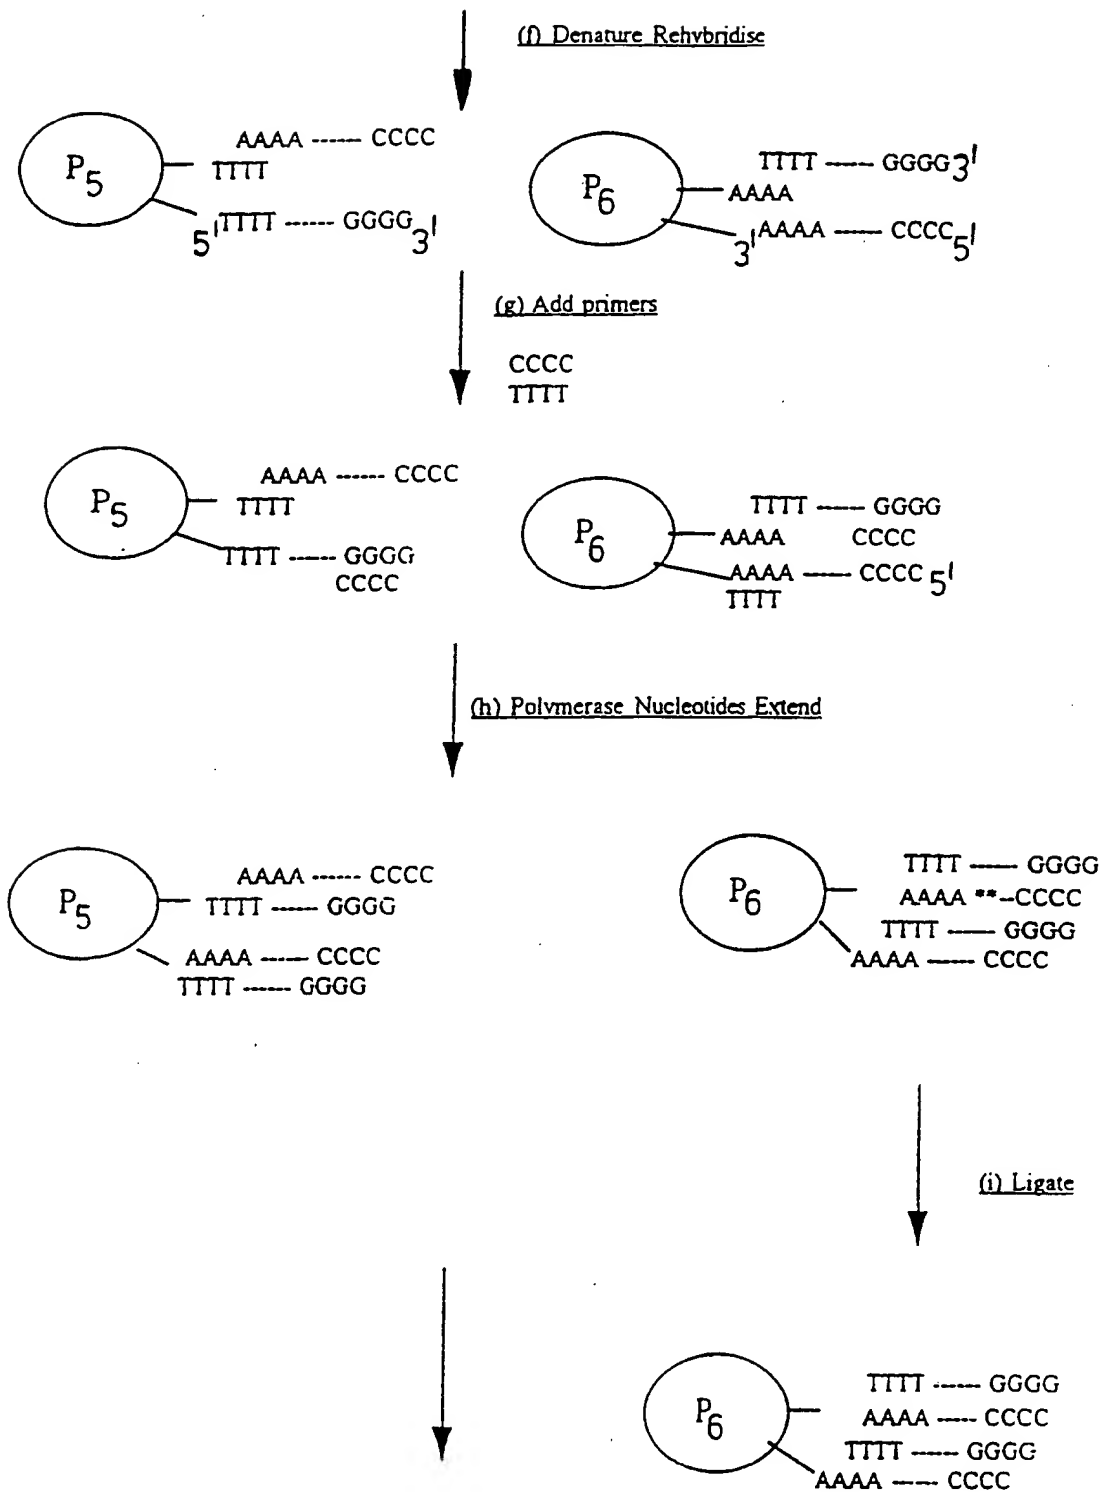 (f) Denature Rehybridise
AAAA ------ CCCC
P5
TTTT
5' TTTT ------ GGGG 3'
TTTT ----- GGGG 3'
P6
AAAA
3' AAAA ----- CCCC 5'
(g) Add primers
CCCC
TTTT
AAAA ------ CCCC
P5
TTTT
TTTT ------ GGGG
CCCC
TTTT ----- GGGG
P6
AAAA CCCC
AAAA ----- CCCC 5'
TTTT
(h) Polymerase Nucleotides Extend
AAAA ------ CCCC
P5
TTTT ------ GGGG
AAAA ------ CCCC
TTTT ------ GGGG
TTTT ----- GGGG
P6
AAAA **--CCCC
TTTT ----- GGGG
AAAA ----- CCCC
(i) Ligate
TTTT ------ GGGG
P6
AAAA ----- CCCC
TTTT ------ GGGG
AAAA ----- CCCC